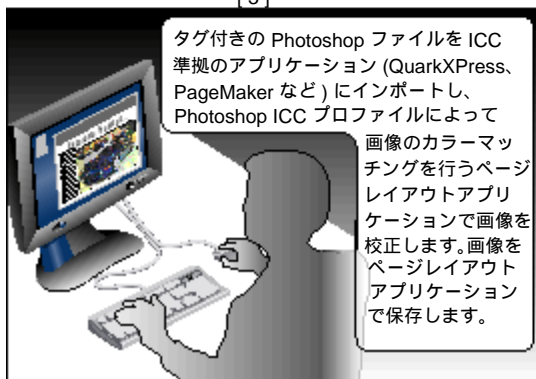 タグ付きの Photoshop ファイルを ICC
準拠のアプリケーション (QuarkXPress、
PageMaker など ) にインポートし、
Photoshop ICC プロファイルによって
画像のカラーマッ
チングを行うページ
レイアウトアプリ
ケーションで画像を
校正します。画像を
ページレイアウト
アプリケーション
で保存します。